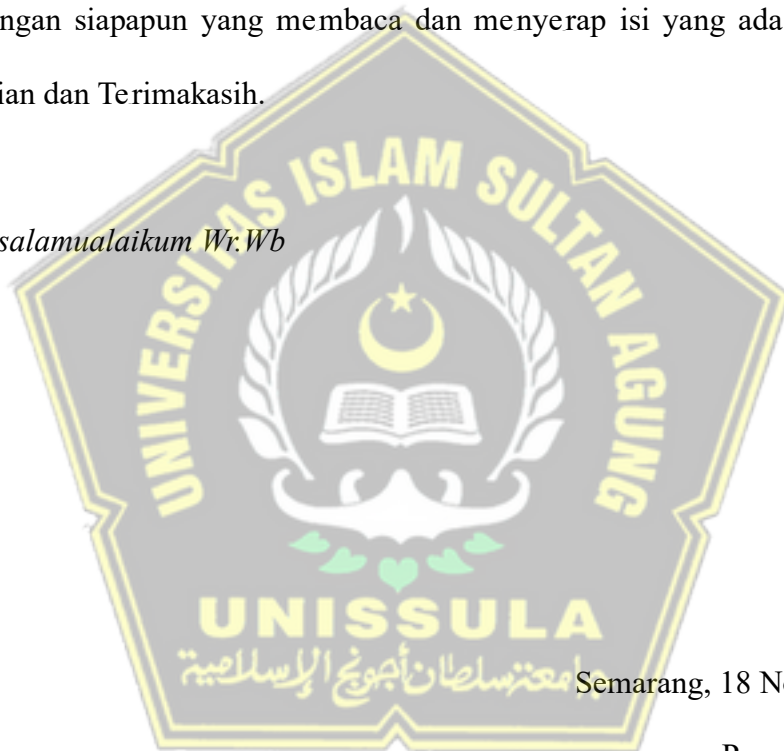 ngan siapapun yang membaca dan menyerap isi yang ada
ian dan Terimakasih.
salamualaikum Wr.Wb
UNIVERSITAS ISLAM SULTAN AGUNG
UNISSULA
جامعة سلطان أجونج الإسلامية
Semarang, 18 No